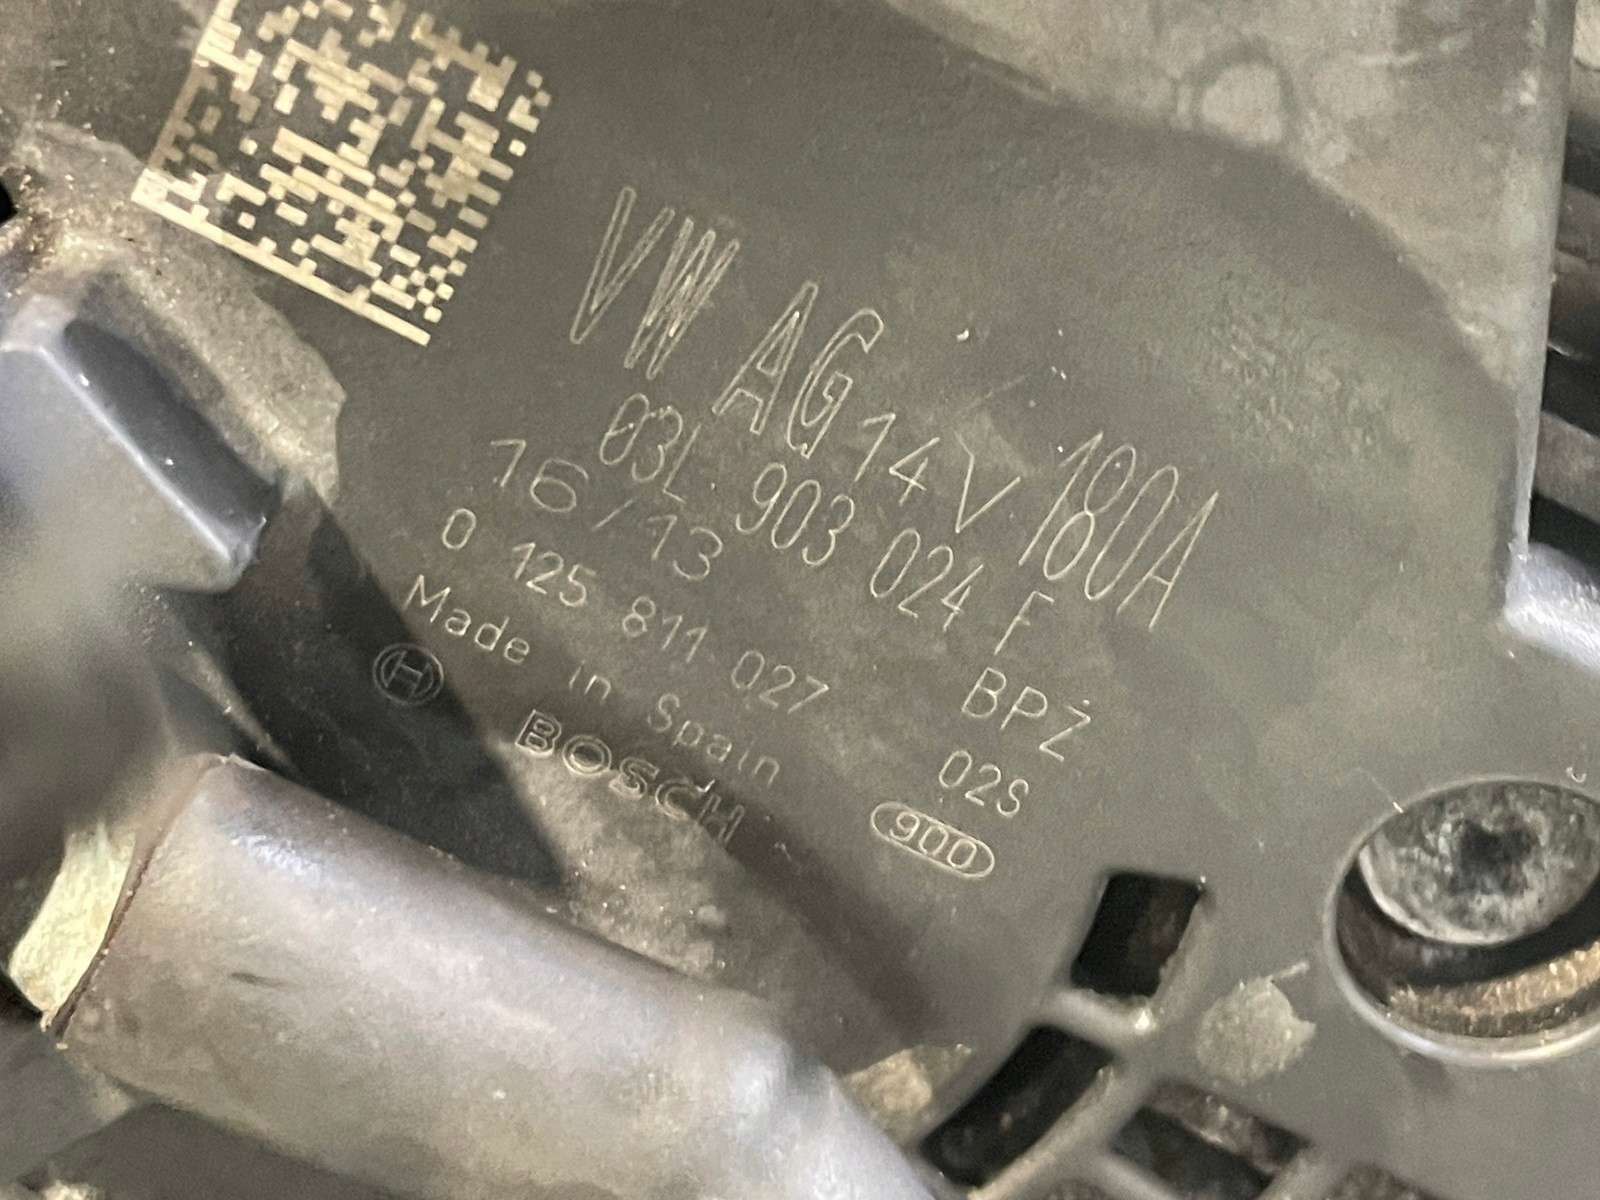 VW AG 14V 180A
03L 903 024 F
16/13
0 125 811 027 BPŻ
Made in Spain 02S
BOSCH 900